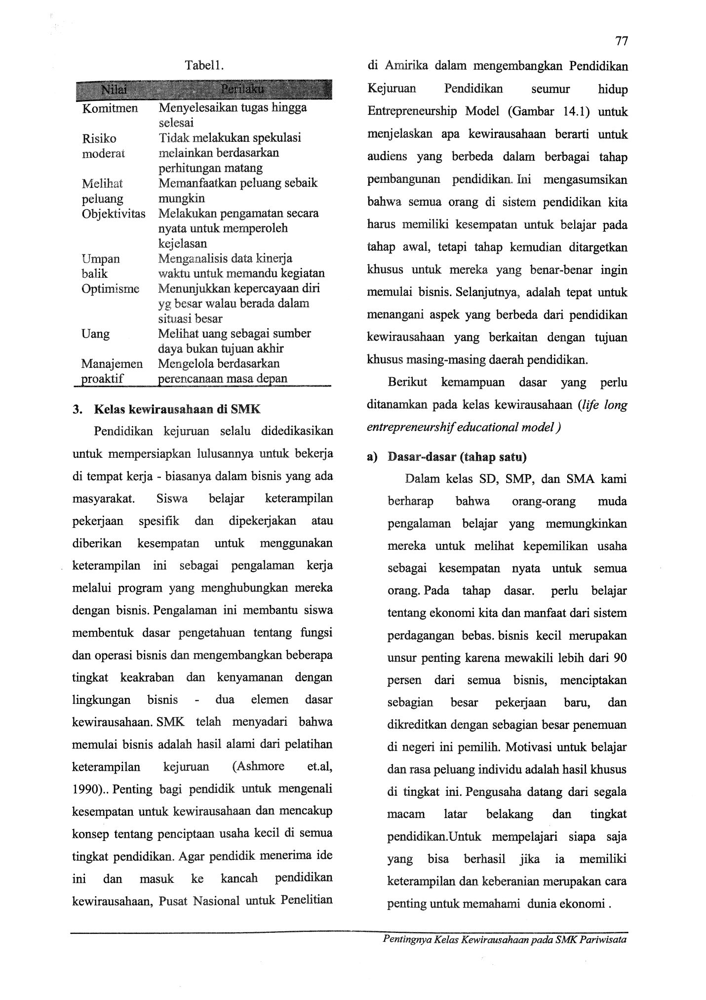 77
Tabel1.
Nilai Perilaku
Komitmen Menyelesaikan tugas hingga
selesai
Risiko Tidak melakukan spekulasi
moderat melainkan berdasarkan
perhitungan matang
Melihat Memanfaatkan peluang sebaik
peluang mungkin
Objektivitas Melakukan pengamatan secara
nyata untuk memperoleh
kejelasan
Umpan Menganalisis data kinerja
balik waktu untuk memandu kegiatan
Optimisme Menunjukkan kepercayaan diri
yg besar walau berada dalam
situasi besar
Uang Melihat uang sebagai sumber
daya bukan tujuan akhir
Manajemen Mengelola berdasarkan
proaktif perencanaan masa depan
3. Kelas kewirausahaan di SMK
Pendidikan kejuruan selalu didedikasikan
untuk mempersiapkan lulusannya untuk bekerja
di tempat kerja - biasanya dalam bisnis yang ada
masyarakat. Siswa belajar keterampilan
pekerjaan spesifik dan dipekerjakan atau
diberikan kesempatan untuk menggunakan
keterampilan ini sebagai pengalaman kerja
melalui program yang menghubungkan mereka
dengan bisnis. Pengalaman ini membantu siswa
membentuk dasar pengetahuan tentang fungsi
dan operasi bisnis dan mengembangkan beberapa
tingkat keakraban dan kenyamanan dengan
lingkungan bisnis - dua elemen dasar
kewirausahaan. SMK telah menyadari bahwa
memulai bisnis adalah hasil alami dari pelatihan
keterampilan kejuruan (Ashmore et.al,
1990).. Penting bagi pendidik untuk mengenali
kesempatan untuk kewirausahaan dan mencakup
konsep tentang penciptaan usaha kecil di semua
tingkat pendidikan. Agar pendidik menerima ide
ini dan masuk ke kancah pendidikan
kewirausahaan, Pusat Nasional untuk Penelitian
di Amirika dalam mengembangkan Pendidikan
Kejuruan Pendidikan seumur hidup
Entrepreneurship Model (Gambar 14.1) untuk
menjelaskan apa kewirausahaan berarti untuk
audiens yang berbeda dalam berbagai tahap
pembangunan pendidikan. Ini mengasumsikan
bahwa semua orang di sistem pendidikan kita
harus memiliki kesempatan untuk belajar pada
tahap awal, tetapi tahap kemudian ditargetkan
khusus untuk mereka yang benar-benar ingin
memulai bisnis. Selanjutnya, adalah tepat untuk
menangani aspek yang berbeda dari pendidikan
kewirausahaan yang berkaitan dengan tujuan
khusus masing-masing daerah pendidikan.
Berikut kemampuan dasar yang perlu
ditanamkan pada kelas kewirausahaan (life long
entrepreneurshif educational model )
a) Dasar-dasar (tahap satu)
Dalam kelas SD, SMP, dan SMA kami
berharap bahwa orang-orang muda
pengalaman belajar yang memungkinkan
mereka untuk melihat kepemilikan usaha
sebagai kesempatan nyata untuk semua
orang. Pada tahap dasar. perlu belajar
tentang ekonomi kita dan manfaat dari sistem
perdagangan bebas. bisnis kecil merupakan
unsur penting karena mewakili lebih dari 90
persen dari semua bisnis, menciptakan
sebagian besar pekerjaan baru, dan
dikreditkan dengan sebagian besar penemuan
di negeri ini pemilih. Motivasi untuk belajar
dan rasa peluang individu adalah hasil khusus
di tingkat ini. Pengusaha datang dari segala
macam latar belakang dan tingkat
pendidikan.Untuk mempelajari siapa saja
yang bisa berhasil jika ia memiliki
keterampilan dan keberanian merupakan cara
penting untuk memahami dunia ekonomi .
Pentingnya Kelas Kewirausahaan pada SMK Pariwisata